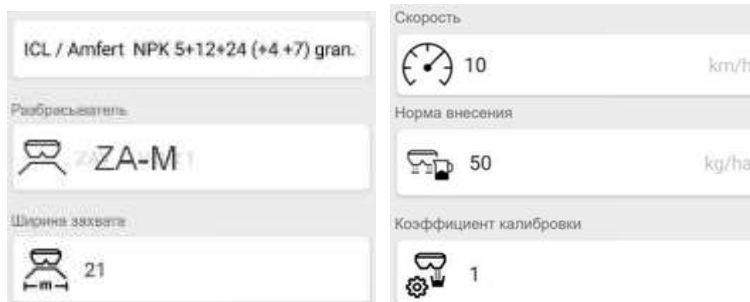 ICL / Amfert NPK 5+12+24 (+4 +7) gran.
Разбрасыватель
ZA-M
Ширина захвата
m
21
Скорость
10 km/h
Норма внесения
50 kg/ha
Коэффициент калибровки
1